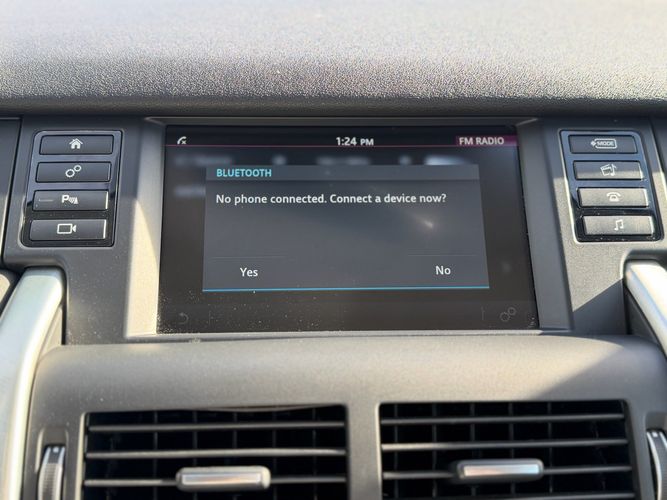 1:24 PM
FM RADIO
MODE
BLUETOOTH
No phone connected. Connect a device now?
Yes
No